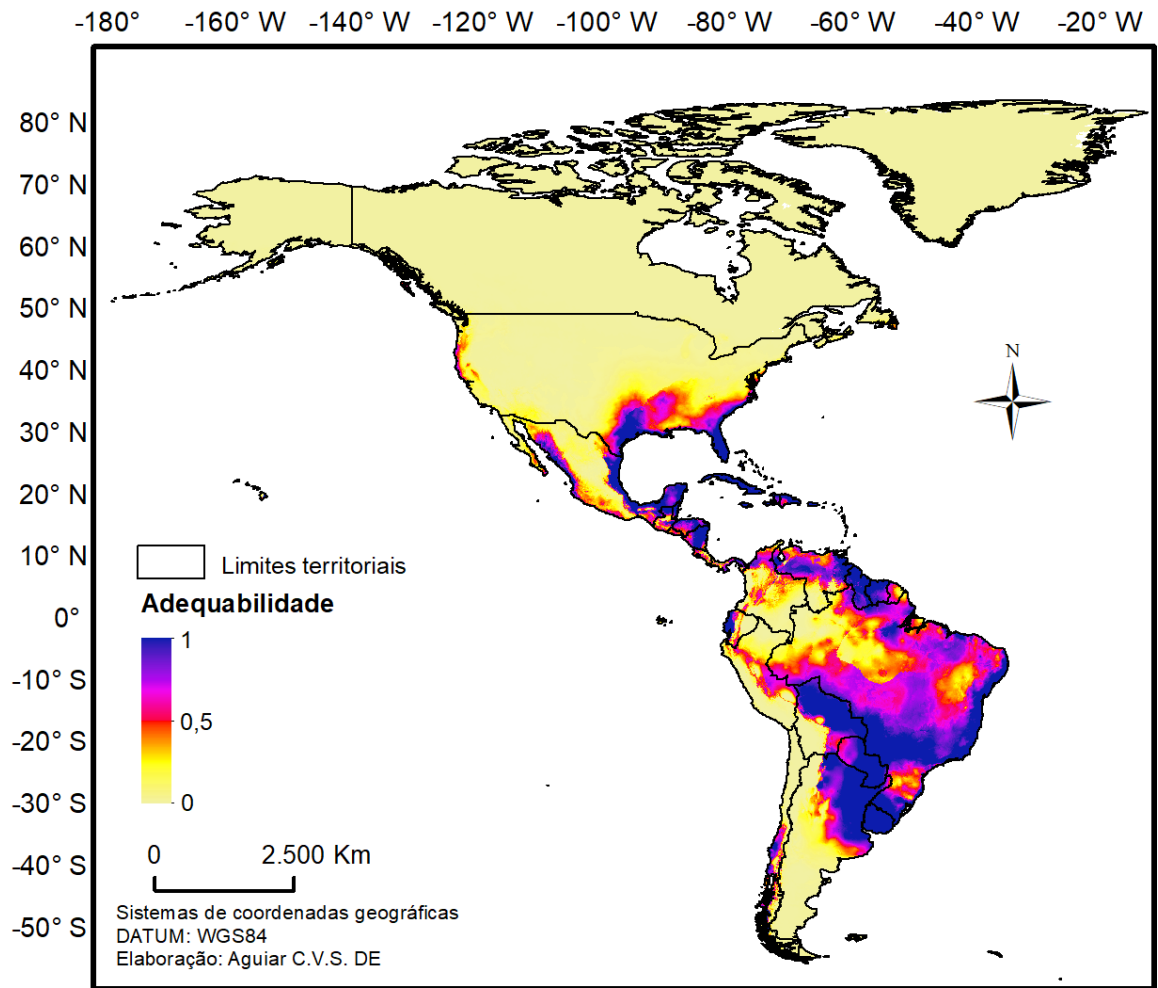 -180° -160° W -140° W -120° W -100° W -80° W -60° W -40° W -20° W
80° N
70° N
60° N
50° N
40° N
30° N
20° N
10° N
0°
-10° S
-20° S
-30° S
-40° S
-50° S
N
Limites territoriais
Adequabilidade
1
0,5
0
0 2.500 Km
Sistemas de coordenadas geográficas
DATUM: WGS84
Elaboração: Aguiar C.V.S. DE